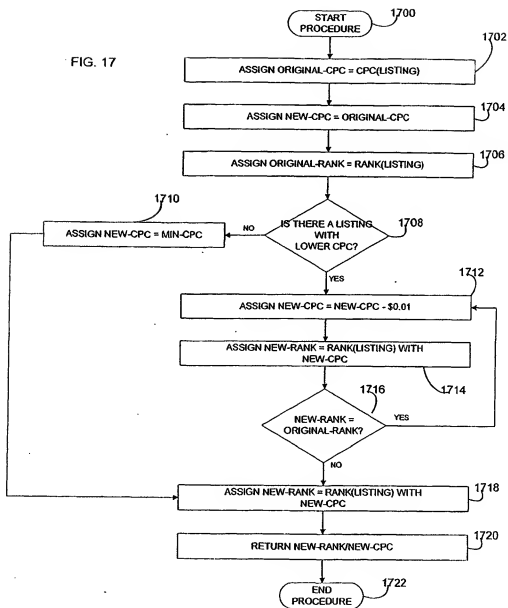 START
PROCEDURE
1700
FIG. 17
1702
ASSIGN ORIGINAL-CPC = CPC(LISTING)
1704
ASSIGN NEW-CPC = ORIGINAL-CPC
1706
ASSIGN ORIGINAL-RANK = RANK(LISTING)
1710
ASSIGN NEW-CPC = MIN-CPC
NO
IS THERE A LISTING
WITH
LOWER CPC?
1708
YES
1712
ASSIGN NEW-CPC = NEW-CPC - $0.01
ASSIGN NEW-RANK = RANK(LISTING) WITH
NEW-CPC
1714
1716
NEW-RANK =
ORIGINAL-RANK?
YES
NO
ASSIGN NEW-RANK = RANK(LISTING) WITH
NEW-CPC
1718
RETURN NEW-RANK/NEW-CPC
1720
END
PROCEDURE
1722